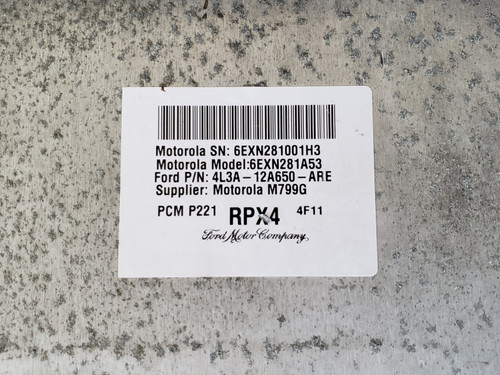 Motorola SN: 6EXN281001H3
Motorola Model:6EXN281A53
Ford P/N: 4L3A-12A650-ARE
Supplier: Motorola M799G
PCM P221 RPX4 4F11
Ford Motor Company,